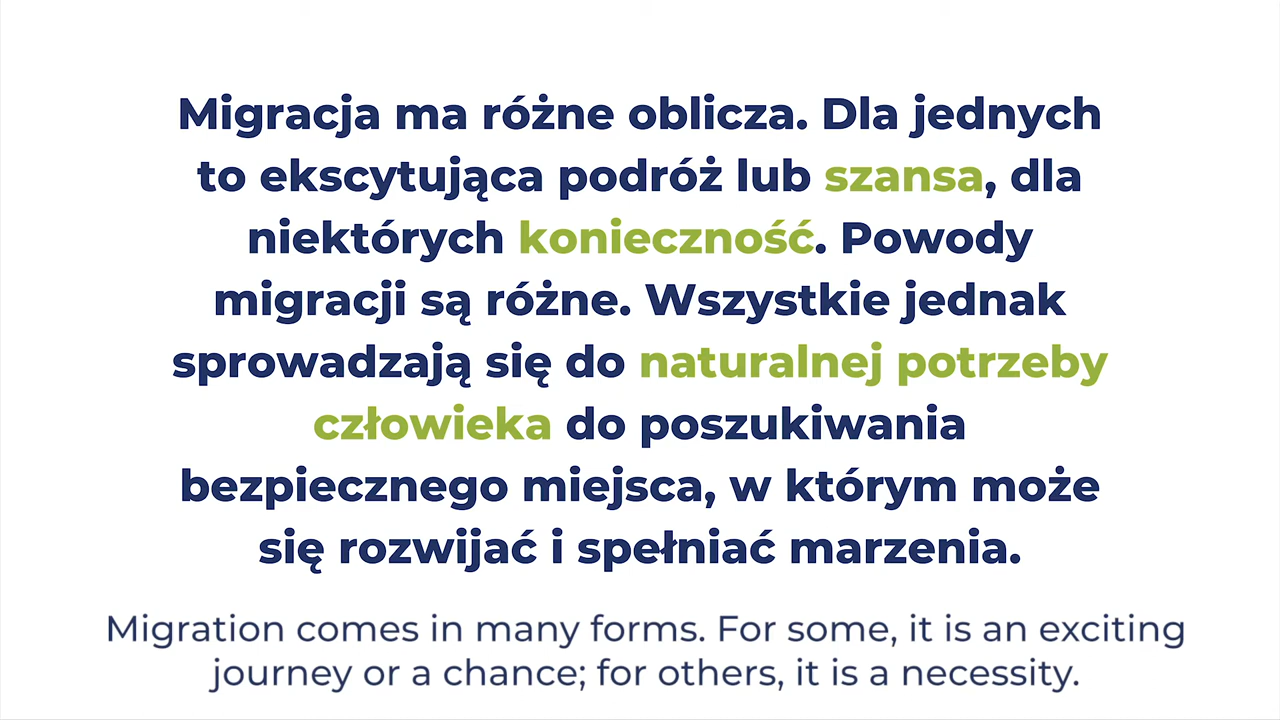 Migracja ma różne oblicza. Dla jednych
to ekscytująca podróż lub szansa, dla
niektórych konieczność. Powody
migracji są różne. Wszystkie jednak
sprowadzają się do naturalnej potrzeby
człowieka do poszukiwania
bezpiecznego miejsca, w którym może
się rozwijać i spełniać marzenia.
Migration comes in many forms. For some, it is an exciting
journey or a chance; for others, it is a necessity.